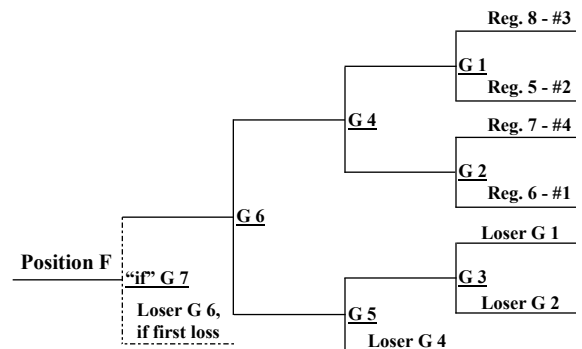 Reg. 8 - #3
G 1
Reg. 5 - #2
G 4
Reg. 7 - #4
G 2
Reg. 6 - #1
G 6
Loser G 1
Position F
“if” G 7
G 3
Loser G 6,
if first loss
G 5
Loser G 2
Loser G 4